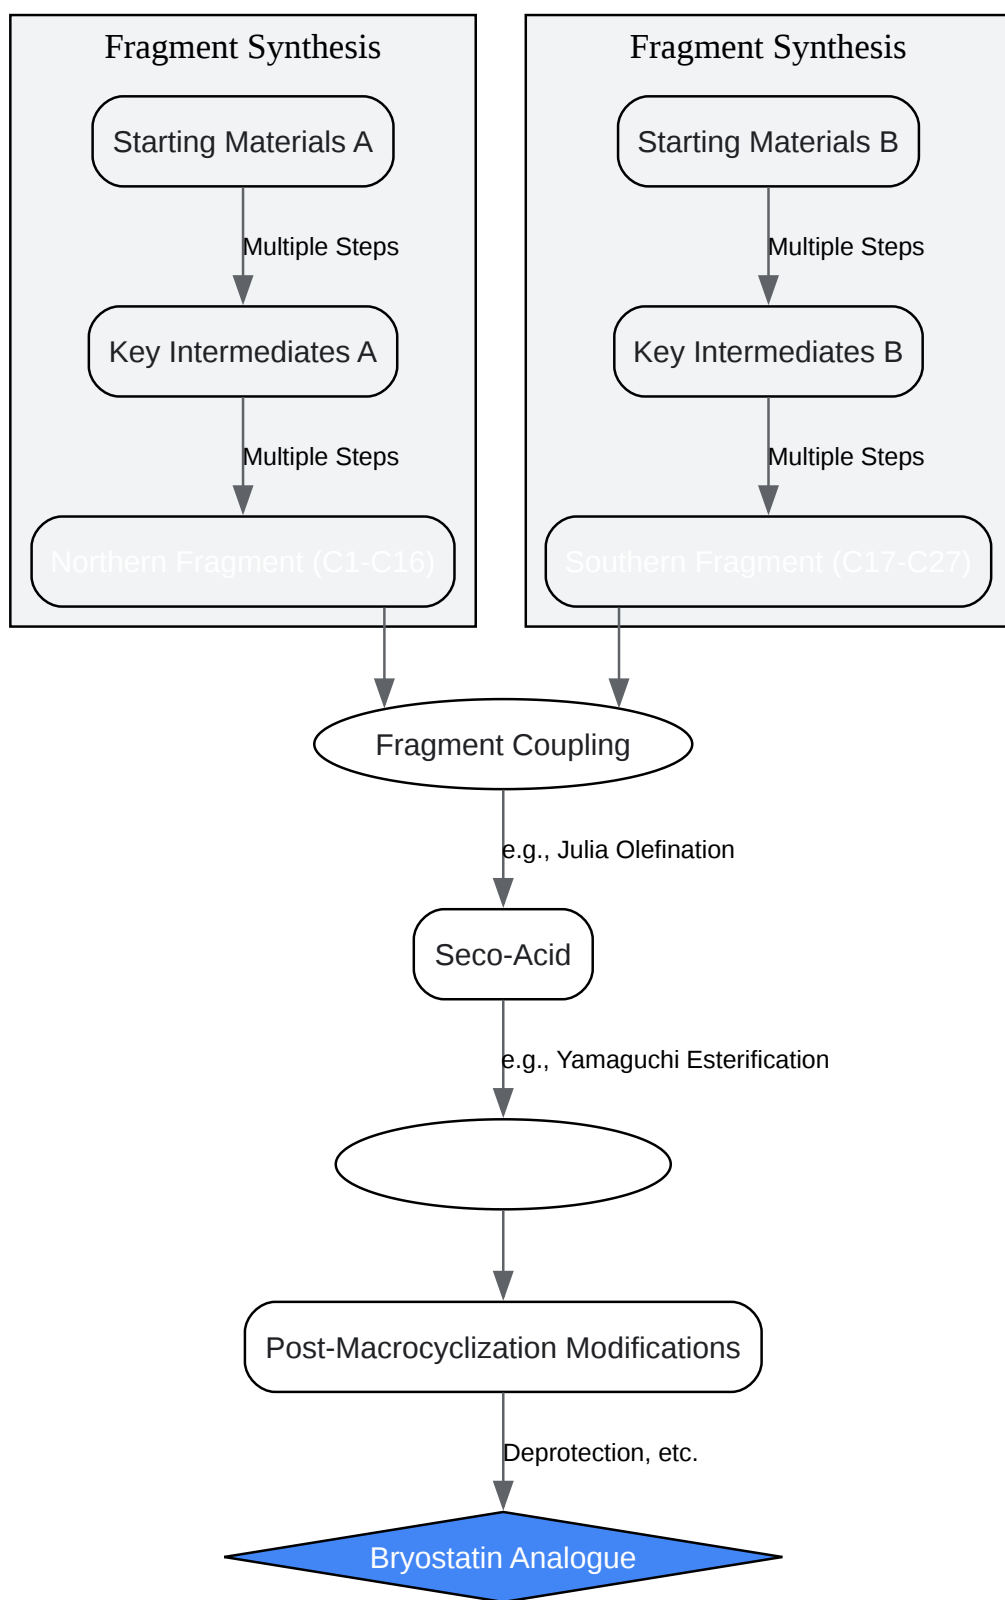 Fragment Synthesis
Starting Materials A
Multiple Steps
Key Intermediates A
Multiple Steps
Northern Fragment (C1-C16)
Fragment Synthesis
Starting Materials B
Multiple Steps
Key Intermediates B
Multiple Steps
Southern Fragment (C17-C27)
Fragment Coupling
e.g., Julia Olefination
Seco-Acid
e.g., Yamaguchi Esterification
Post-Macrocyclization Modifications
Deprotection, etc.
Bryostatin Analogue